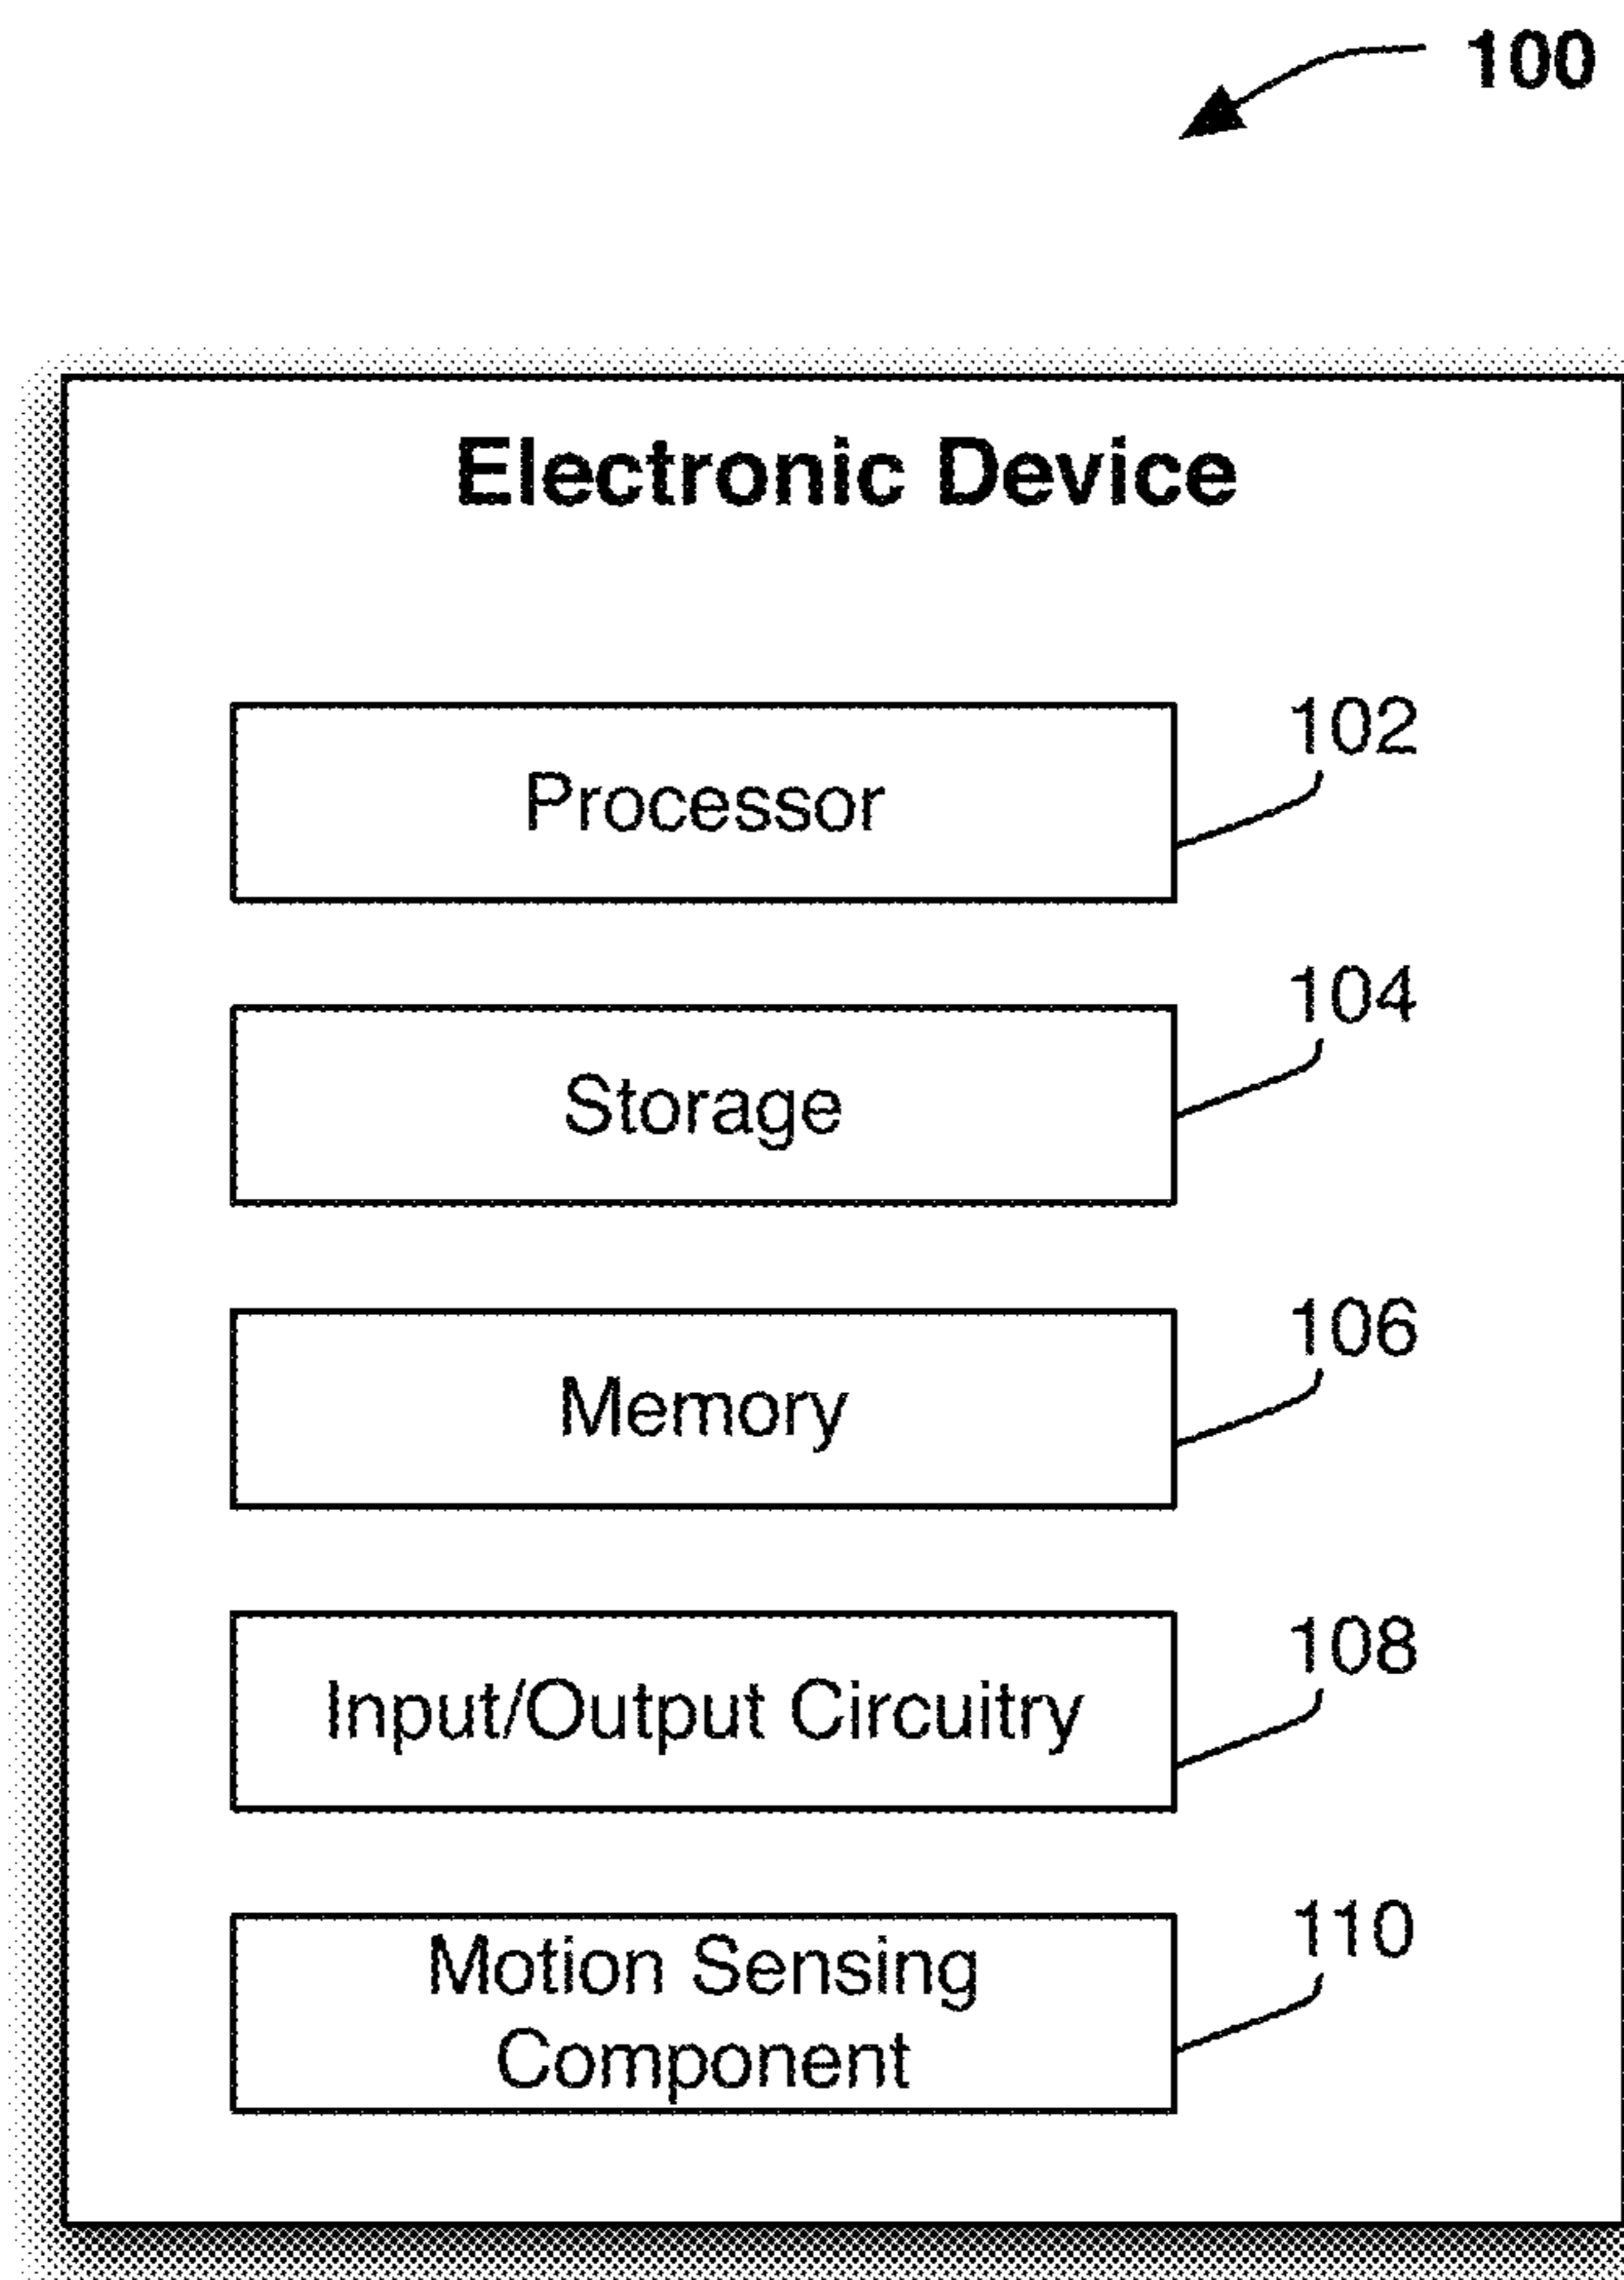 100
Electronic Device
102
Processor
104
Storage
106
Memory
108
Input/Output Circuitry
110
Motion Sensing
Component